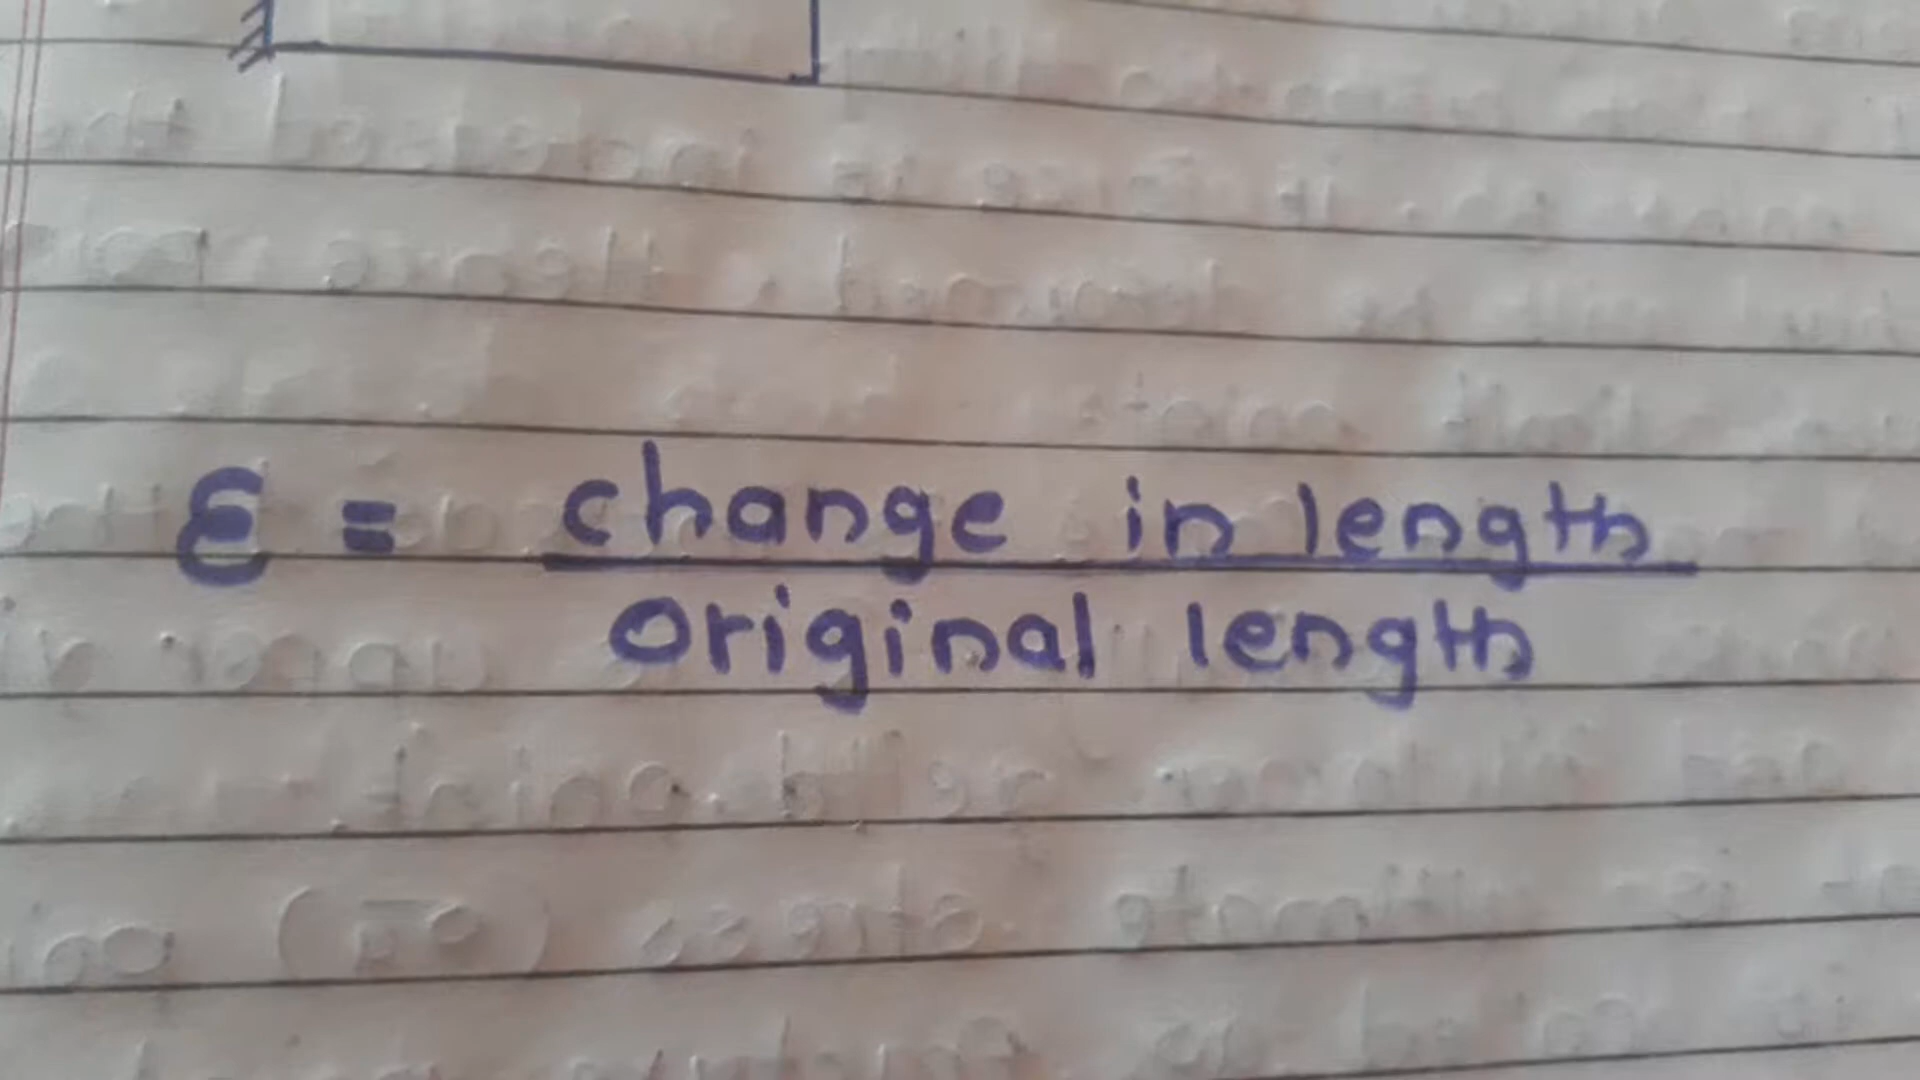 ε = change in length
original length